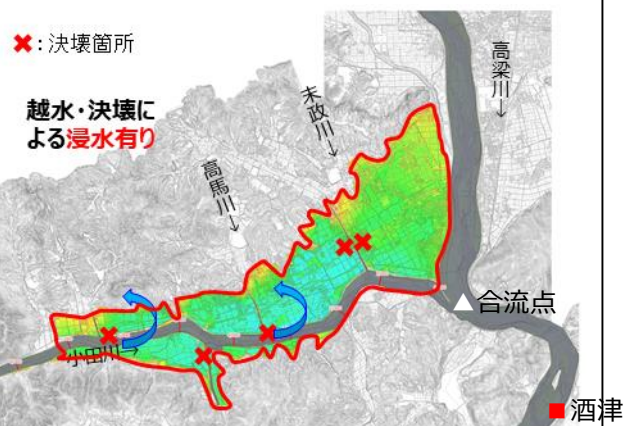 ✖：決壊箇所
越水・決壊に
よる浸水有り
高梁川→
末政川→
高馬川→
小田川→
△合流点
■酒津